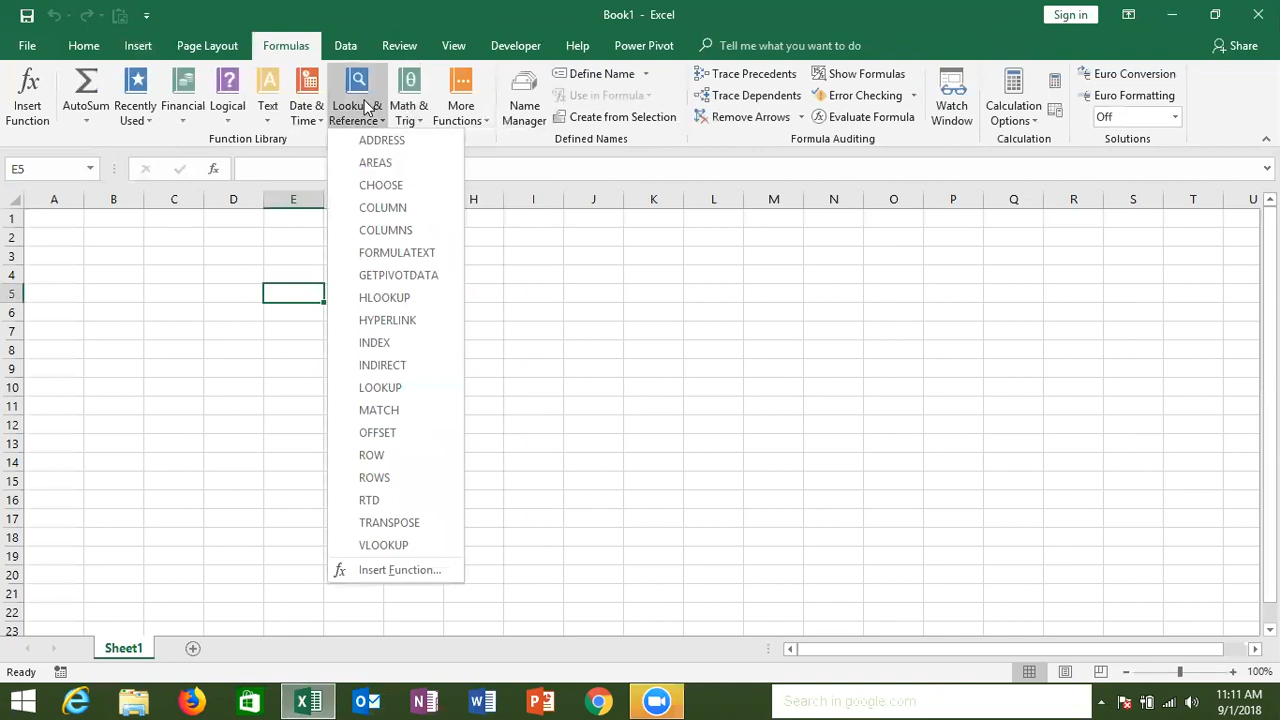 Book1 - Excel
Sign in
File Home Insert Page Layout Formulas Data Review View Developer Help Power Pivot Tell me what you want to do Share
Insert Function
AutoSum
Recently Used
Financial
Logical
Text
Date & Time
Lookup & Reference
Math & Trig
More Functions
Function Library
Name Manager
Define Name
Use in Formula
Create from Selection
Defined Names
Trace Precedents
Trace Dependents
Remove Arrows
Show Formulas
Error Checking
Evaluate Formula
Formula Auditing
Watch Window
Calculation Options
Calculation
Euro Conversion
Euro Formatting
Off
Solutions
E5
fx
A B C D E H I J K L M N O P Q R S T U
1
2
3
4
5
6
7
8
9
10
11
12
13
14
15
16
17
18
19
20
21
22
23
ADDRESS
AREAS
CHOOSE
COLUMN
COLUMNS
FORMULATEXT
GETPIVOTDATA
HLOOKUP
HYPERLINK
INDEX
INDIRECT
LOOKUP
MATCH
OFFSET
ROW
ROWS
RTD
TRANSPOSE
VLOOKUP
fx Insert Function...
Sheet1
Ready
100%
Search in google.com
11:11 AM
9/1/2018